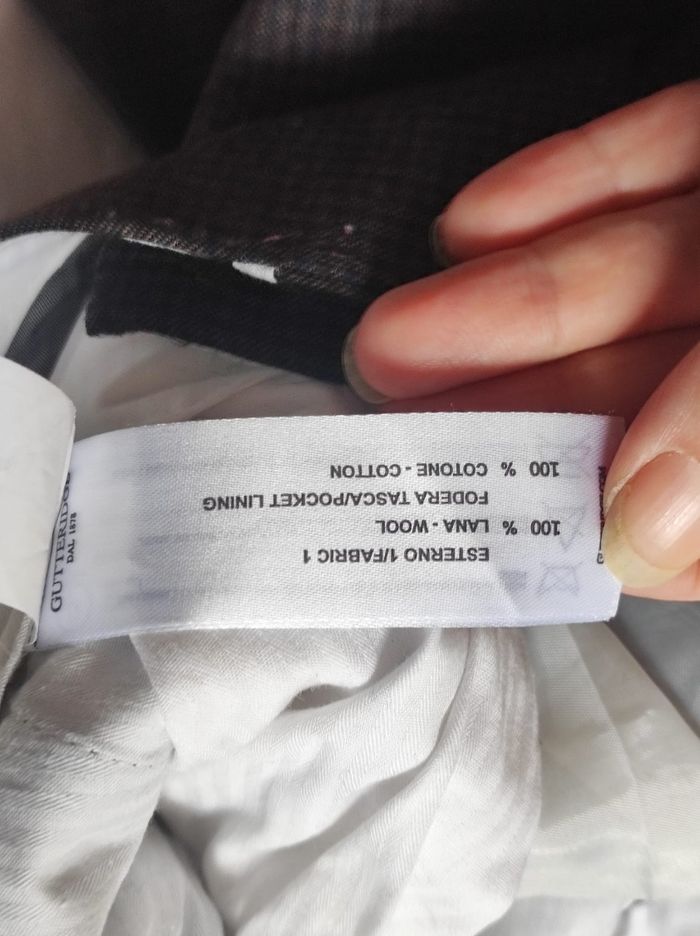 ESTERNO 1/FABRIC 1
100 % LANA - WOOL
FODERA TASCA/POCKET LINING
100 % COTONE - COTTON
GUTTERIDGE
DAL 1878